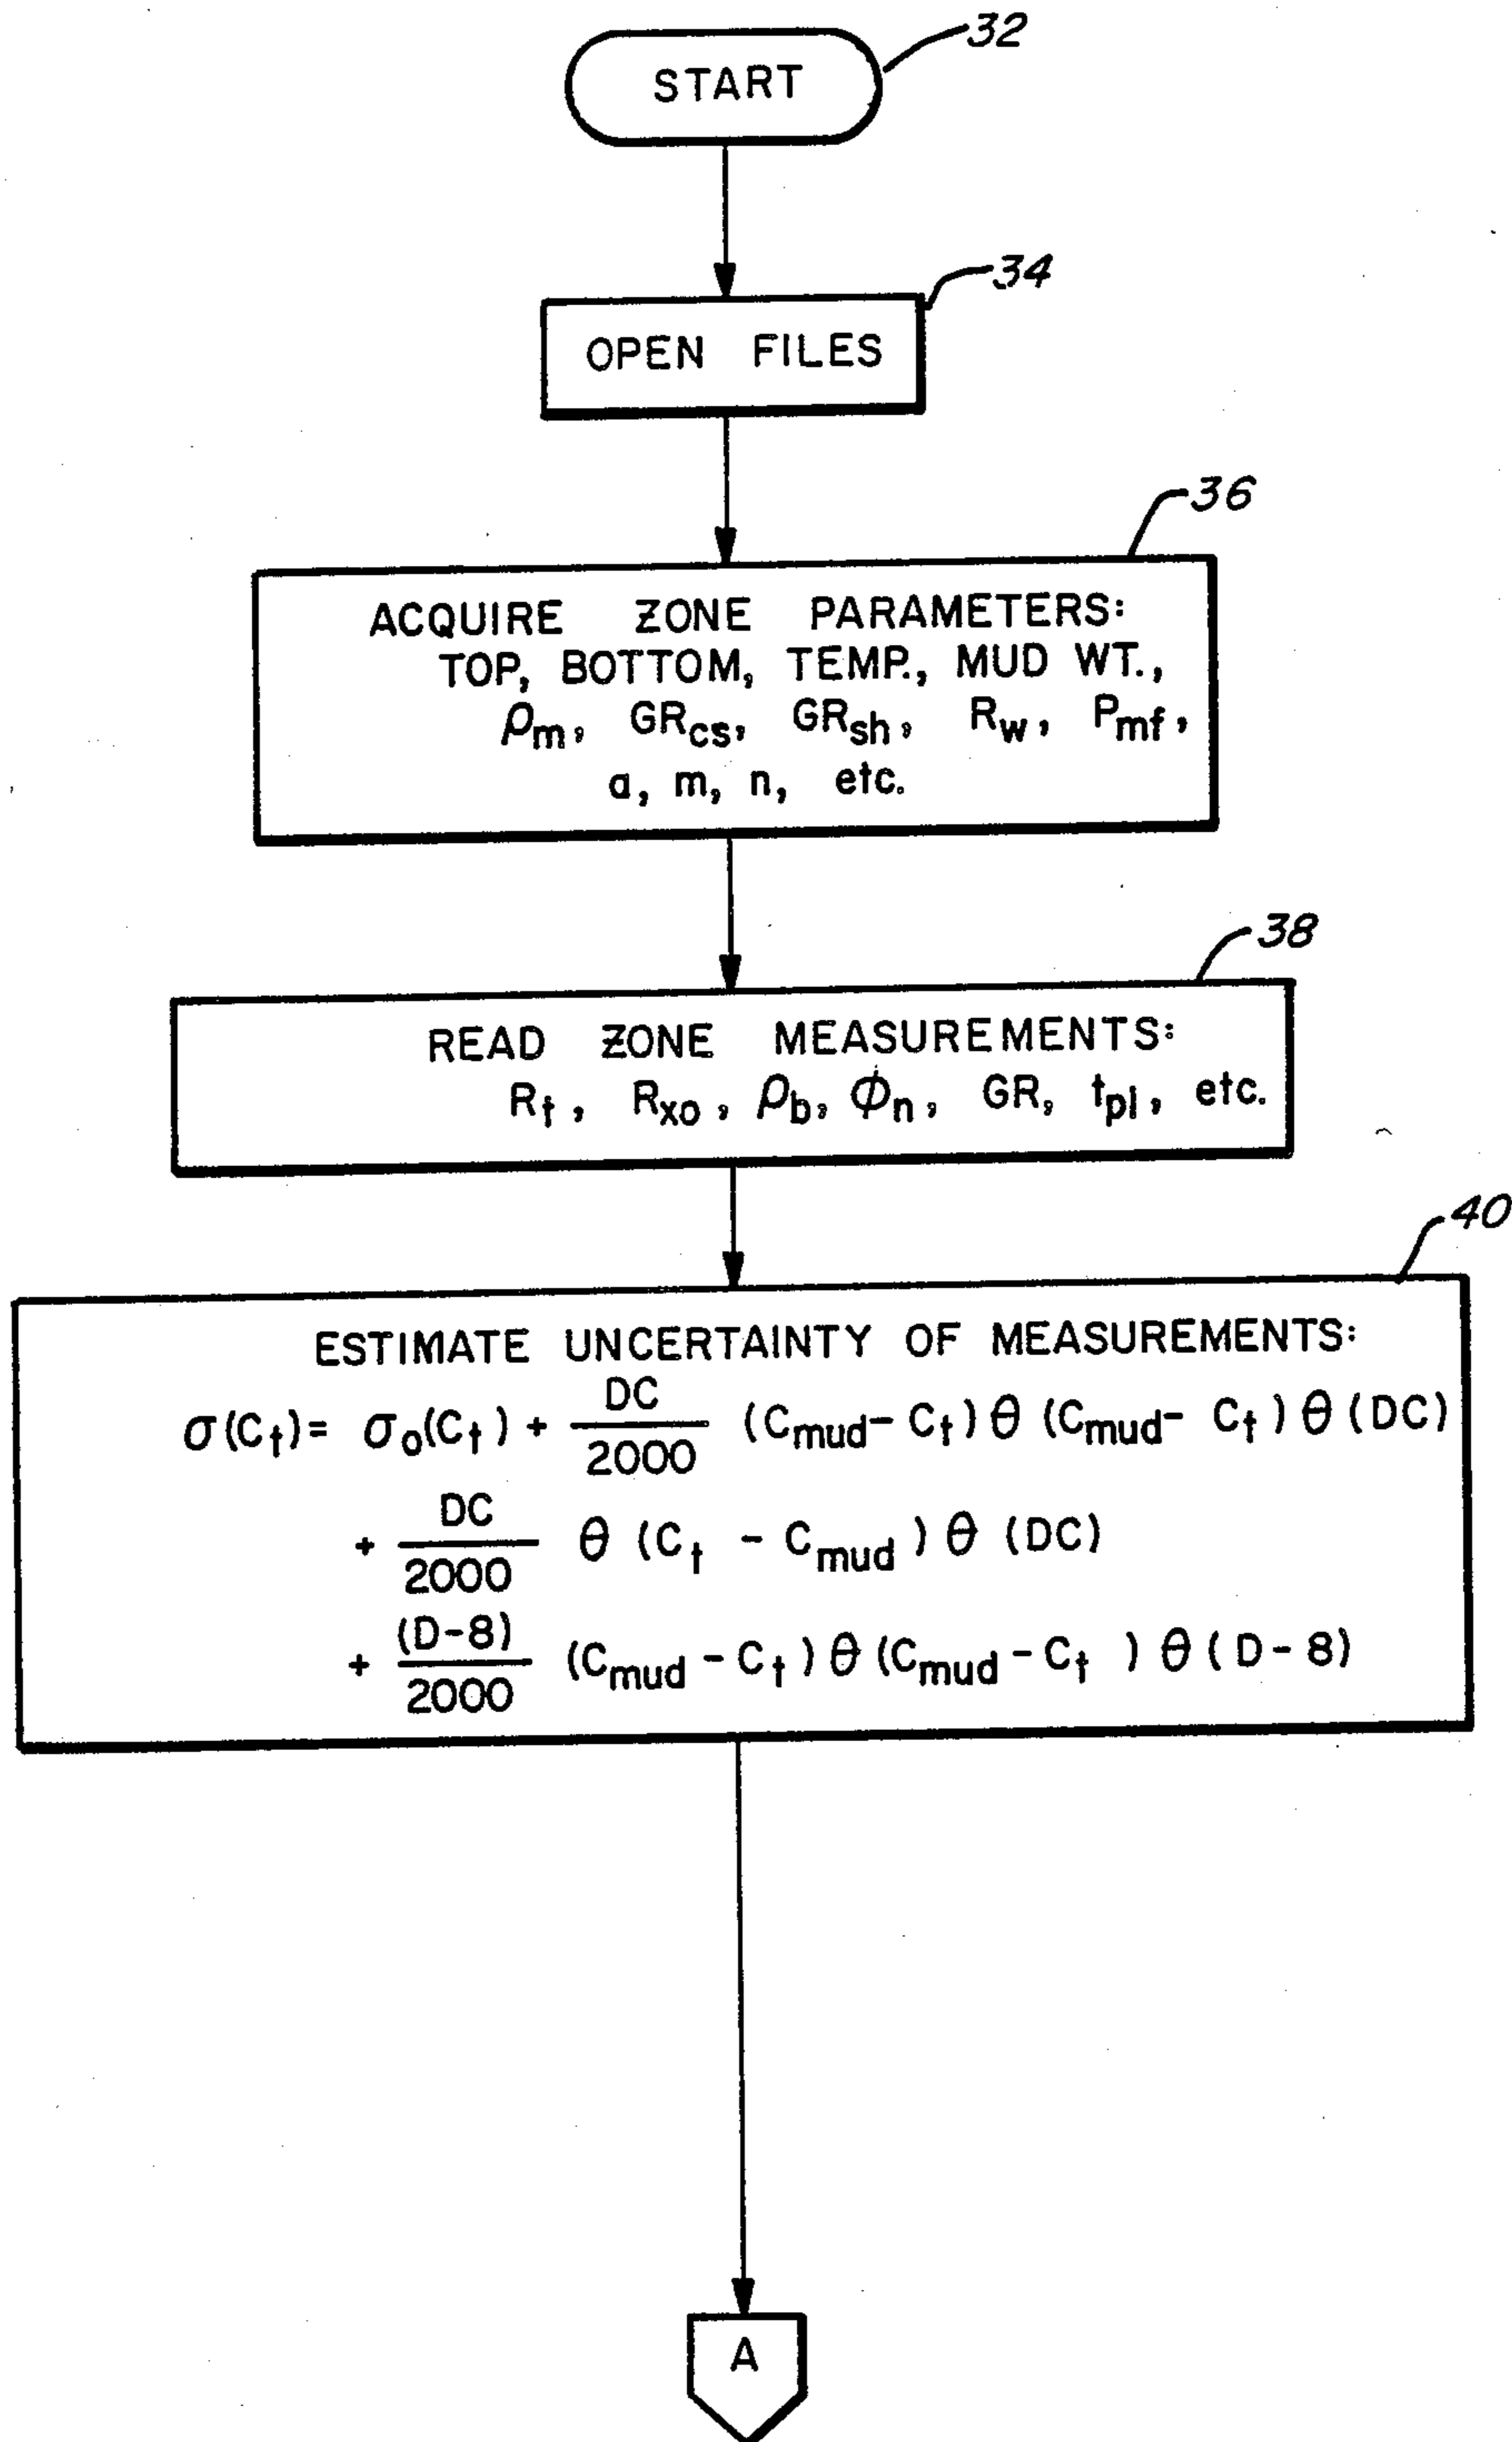 32
START
34
OPEN FILES
36
ACQUIRE ZONE PARAMETERS:
TOP, BOTTOM, TEMP., MUD WT.,
ρm, GRcs, GRsh, Rw, Pmf,
a, m, n, etc.
38
READ ZONE MEASUREMENTS:
Rt, Rxo, ρb, Φn, GR, tpl, etc.
40
ESTIMATE UNCERTAINTY OF MEASUREMENTS:
σ(Ct) = σo(Ct) + DC/2000 (Cmud - Ct) θ (Cmud - Ct) θ (DC)
+ DC/2000 θ (Ct - Cmud) θ (DC)
+ (D-8)/2000 (Cmud - Ct) θ (Cmud - Ct) θ (D-8)
A